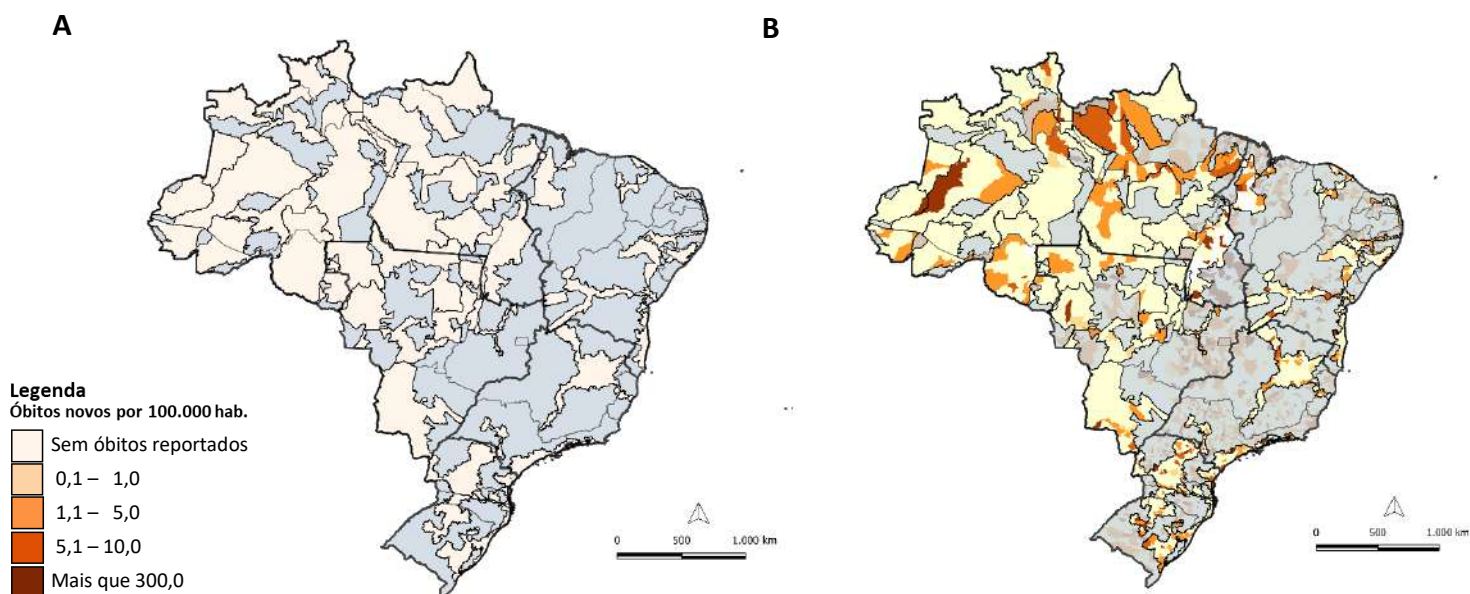 A
B
Legenda
Óbitos novos por 100.000 hab.
Sem óbitos reportados
0,1 – 1,0
1,1 – 5,0
5,1 – 10,0
Mais que 300,0
0 500 1.000 km
0 500 1.000 km